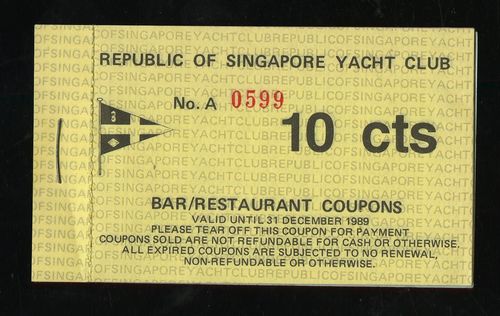 REPUBLIC OF SINGAPORE YACHT CLUB
No. A 0599
10 cts
BAR/RESTAURANT COUPONS
VALID UNTIL 31 DECEMBER 1989
PLEASE TEAR OFF THIS COUPON FOR PAYMENT
COUPONS SOLD ARE NOT REFUNDABLE FOR CASH OR OTHERWISE.
ALL EXPIRED COUPONS ARE SUBJECTED TO NO RENEWAL,
NON-REFUNDABLE OR OTHERWISE.